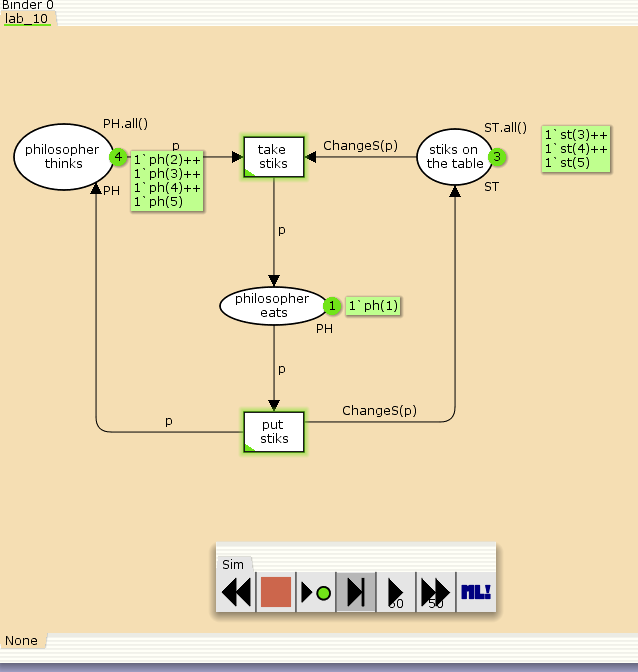 Binder 0
lab_10
PH.all()
philosopher
thinks
4
p
1`ph(2)++
1`ph(3)++
1`ph(4)++
1`ph(5)
PH
take
stiks
ChangeS(p)
ST.all()
stiks on
the table
3
ST
1`st(3)++
1`st(4)++
1`st(5)
p
philosopher
eats
1
1`ph(1)
PH
p
ChangeS(p)
p
put
stiks
Sim
50
50
ML!
None